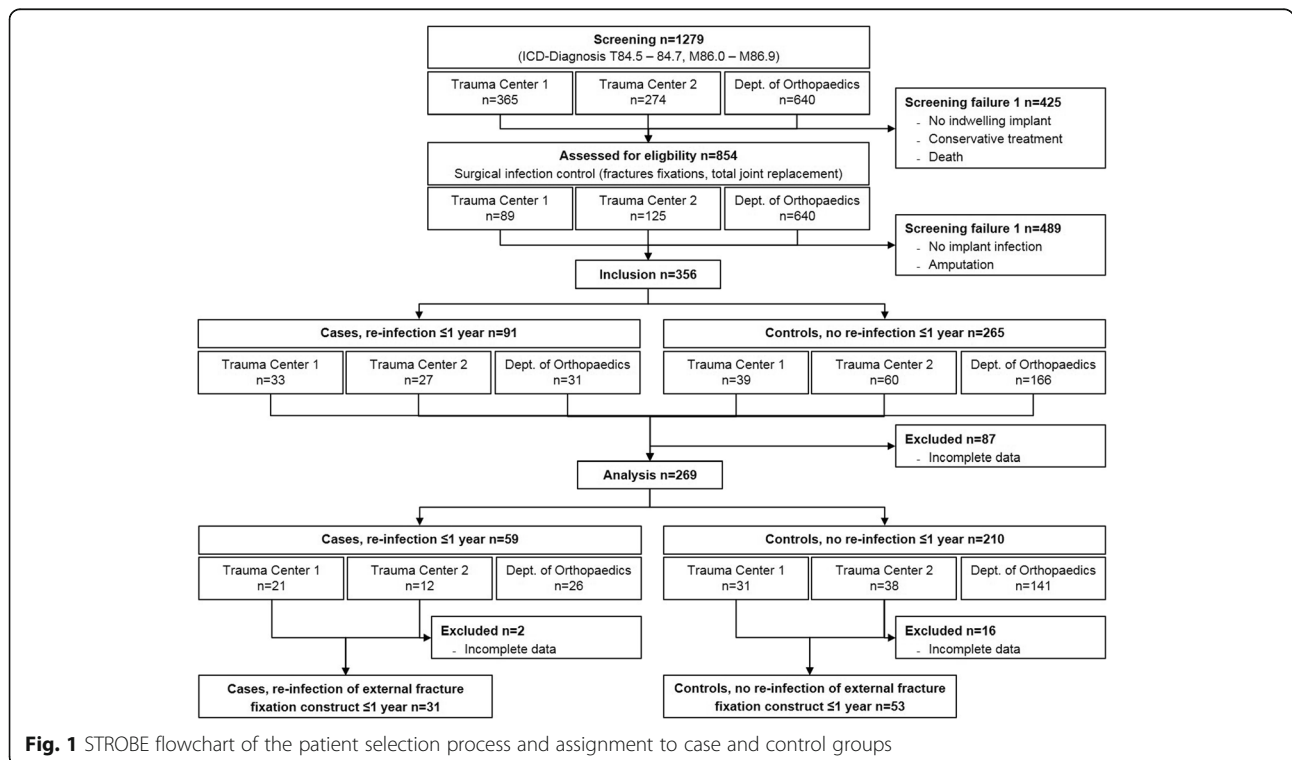 Screening n=1279
(ICD-Diagnosis T84.5 – 84.7, M86.0 – M86.9)
Trauma Center 1
n=365
Trauma Center 2
n=274
Dept. of Orthopaedics
n=640
Screening failure 1 n=425
- No indwelling implant
- Conservative treatment
- Death
Assessed for eligbility n=854
Surgical infection control (fractures fixations, total joint replacement)
Trauma Center 1
n=89
Trauma Center 2
n=125
Dept. of Orthopaedics
n=640
Screening failure 1 n=489
- No implant infection
- Amputation
Inclusion n=356
Cases, re-infection ≤1 year n=91
Trauma Center 1
n=33
Trauma Center 2
n=27
Dept. of Orthopaedics
n=31
Controls, no re-infection ≤1 year n=265
Trauma Center 1
n=39
Trauma Center 2
n=60
Dept. of Orthopaedics
n=166
Excluded n=87
- Incomplete data
Analysis n=269
Cases, re-infection ≤1 year n=59
Trauma Center 1
n=21
Trauma Center 2
n=12
Dept. of Orthopaedics
n=26
Controls, no re-infection ≤1 year n=210
Trauma Center 1
n=31
Trauma Center 2
n=38
Dept. of Orthopaedics
n=141
Excluded n=2
- Incomplete data
Excluded n=16
- Incomplete data
Cases, re-infection of external fracture
fixation construct ≤1 year n=31
Controls, no re-infection of external fracture
fixation construct ≤1 year n=53
Fig. 1 STROBE flowchart of the patient selection process and assignment to case and control groups